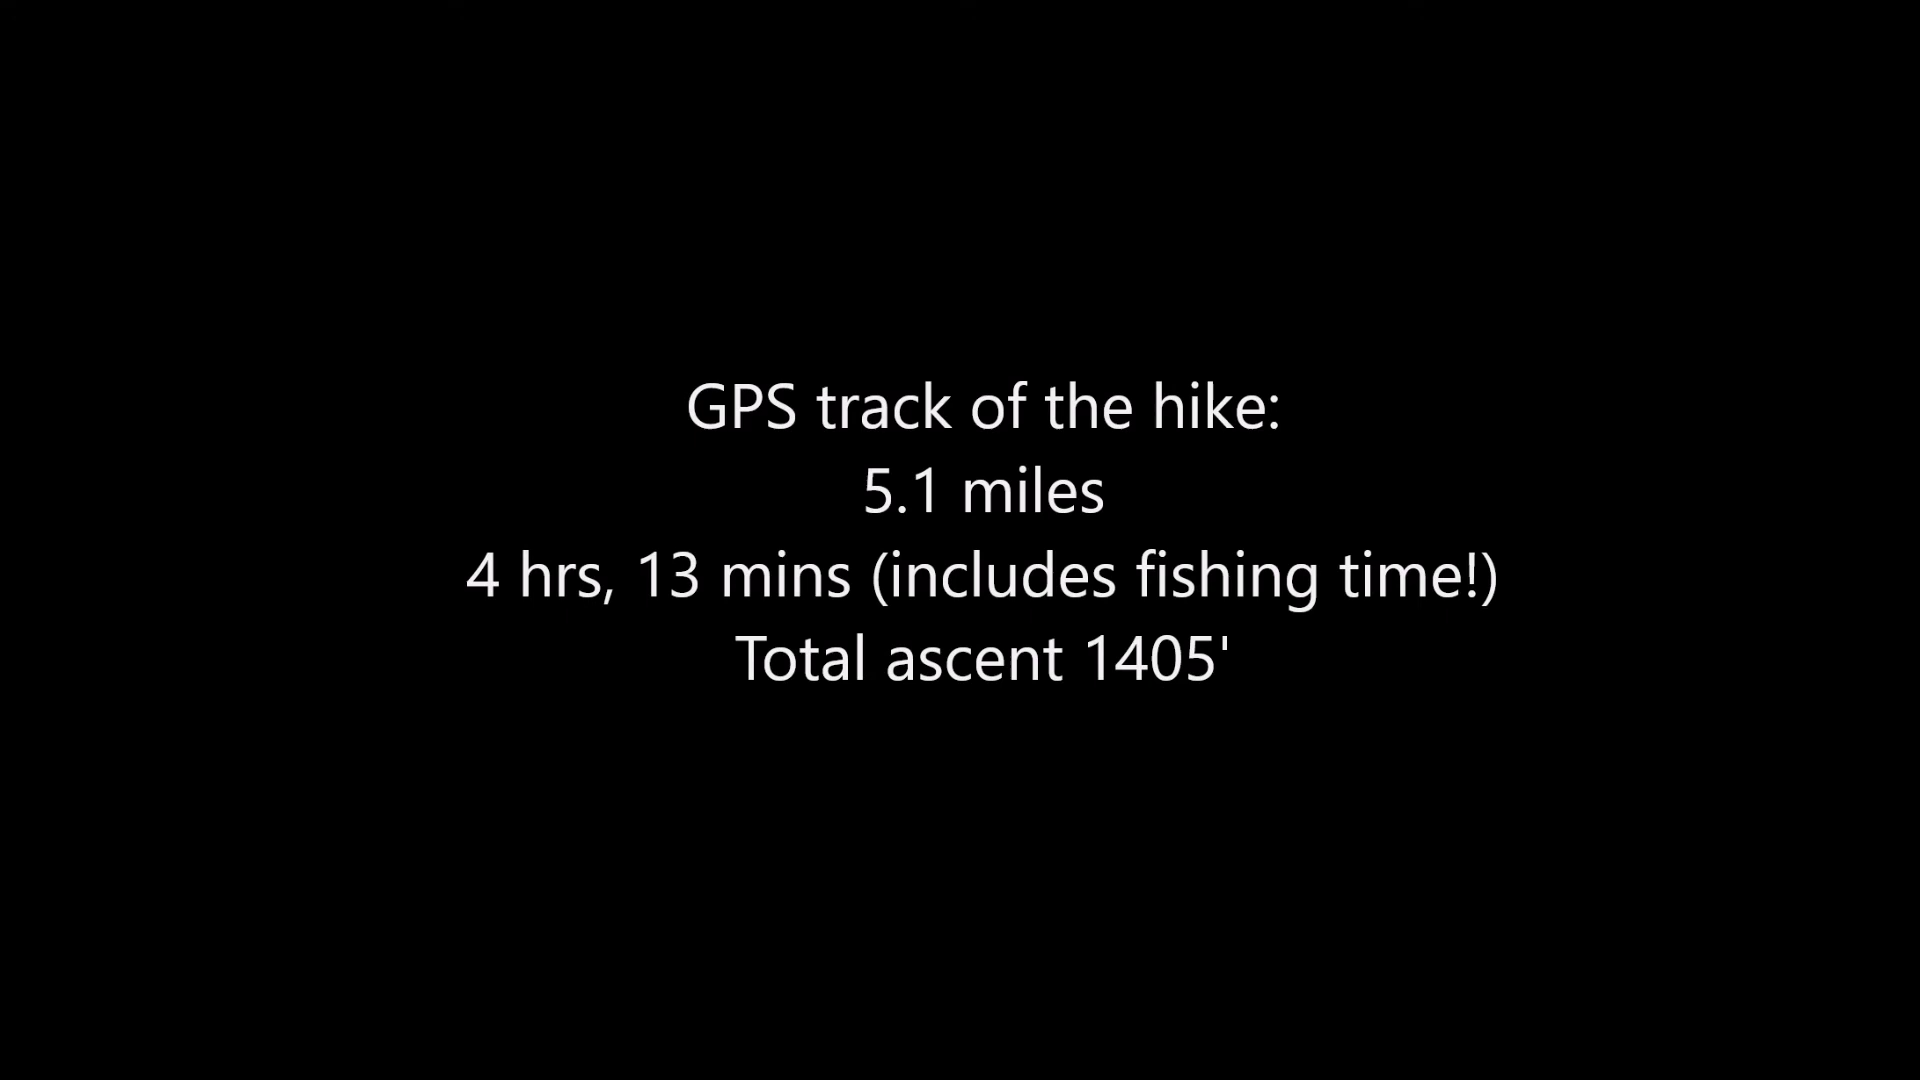 GPS track of the hike:
5.1 miles
4 hrs, 13 mins (includes fishing time!)
Total ascent 1405'